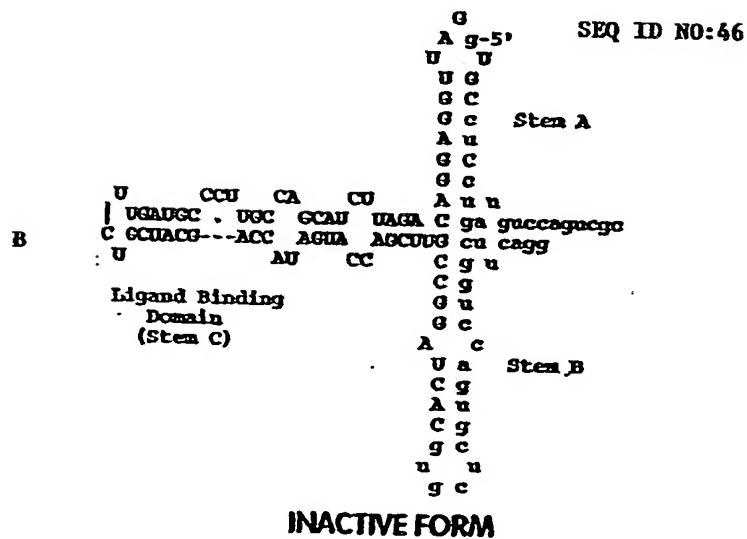 G
A g-5' SEQ ID NO:46
U U
U G
G C
G c Stem A
A u
G C
G c
A u u
U CCU CA CU
UGAUGC . UGC GCAU UAGA C ga guccagucgc
B C GCUACG---ACC AGUA AGCUUG cu cagg
U AU CC C g u
C g
G u
G c
A c
U a Stem B
C g
A u
C g
g c
u u
g c
Ligand Binding
Domain
(Stem C)
INACTIVE FORM